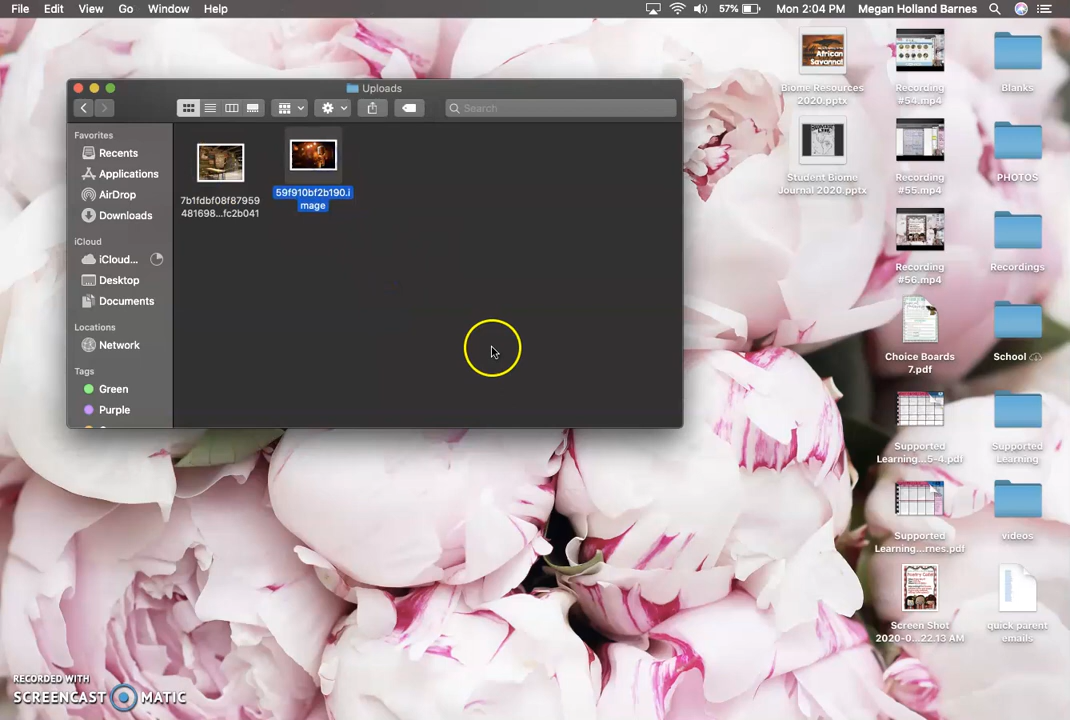 File Edit View Go Window Help
57% Mon 2:04 PM Megan Holland Barnes
Uploads
Search
Favorites
Recents
Applications
AirDrop
Downloads
iCloud
iCloud...
Desktop
Documents
Locations
Network
Tags
Green
Purple
7b1fdbf08f87959
481698...fc2b041
59f910bf2b190.i
mage
African
Savanna!
Biome Resources
2020.pptx
Student Biome
Journal 2020.pptx
Recording
#54.mp4
Recording
#55.mp4
Recording
#56.mp4
Choice Boards
7.pdf
Supported
Learning...5-4.pdf
Supported
Learning...rnes.pdf
Screen Shot
2020-0...22.13 AM
Blanks
PHOTOS
Recordings
School
Supported
Learning
videos
quick parent
emails
RECORDED WITH
SCREENCAST MATIC